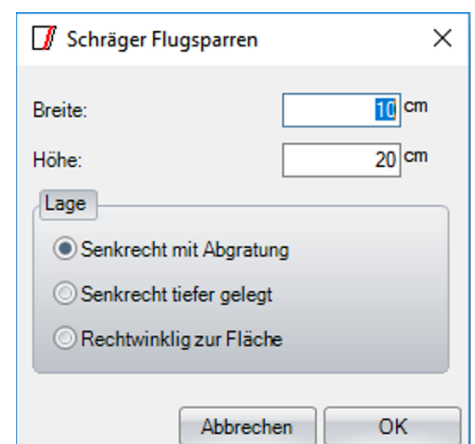 Schräger Flugsparren
Breite: 10 cm
Höhe: 20 cm
Lage
Senkrecht mit Abgratung
Senkrecht tiefer gelegt
Rechtwinklig zur Fläche
Abbrechen OK